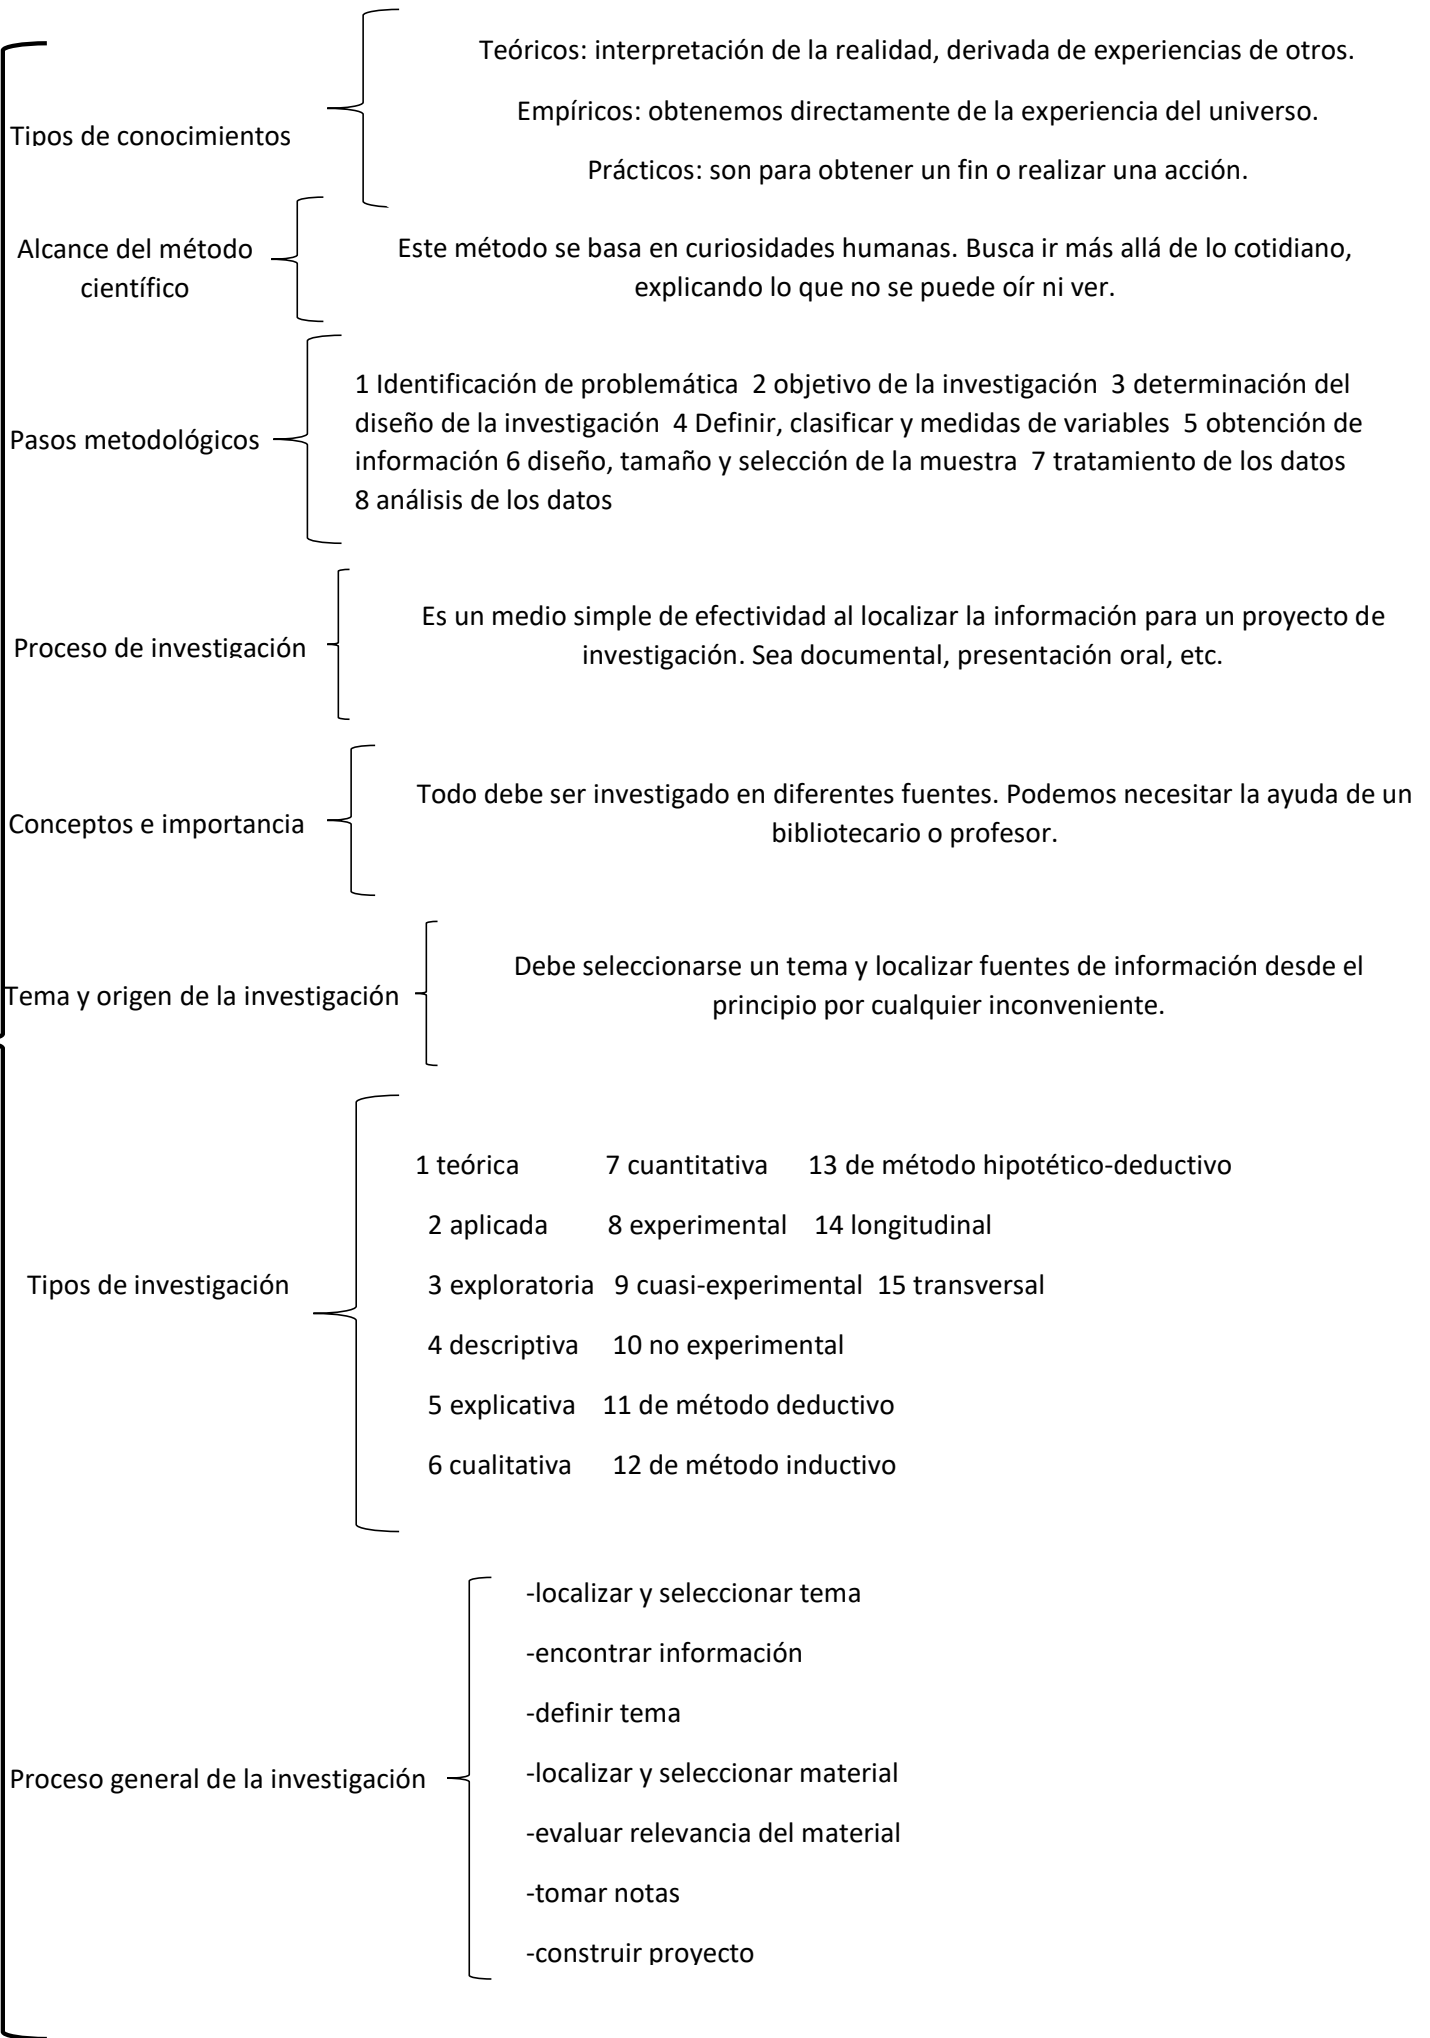 Teóricos: interpretación de la realidad, derivada de experiencias de otros.
Empíricos: obtenemos directamente de la experiencia del universo.
Tipos de conocimientos
Prácticos: son para obtener un fin o realizar una acción.
Alcance del método
científico
Este método se basa en curiosidades humanas. Busca ir más allá de lo cotidiano,
explicando lo que no se puede oír ni ver.
Pasos metodológicos
1 Identificación de problemática 2 objetivo de la investigación 3 determinación del
diseño de la investigación 4 Definir, clasificar y medidas de variables 5 obtención de
información 6 diseño, tamaño y selección de la muestra 7 tratamiento de los datos
8 análisis de los datos
Proceso de investigación
Es un medio simple de efectividad al localizar la información para un proyecto de
investigación. Sea documental, presentación oral, etc.
Conceptos e importancia
Todo debe ser investigado en diferentes fuentes. Podemos necesitar la ayuda de un
bibliotecario o profesor.
Tema y origen de la investigación
Debe seleccionarse un tema y localizar fuentes de información desde el
principio por cualquier inconveniente.
Tipos de investigación
1 teórica 7 cuantitativa 13 de método hipotético-deductivo
2 aplicada 8 experimental 14 longitudinal
3 exploratoria 9 cuasi-experimental 15 transversal
4 descriptiva 10 no experimental
5 explicativa 11 de método deductivo
6 cualitativa 12 de método inductivo
Proceso general de la investigación
-localizar y seleccionar tema
-encontrar información
-definir tema
-localizar y seleccionar material
-evaluar relevancia del material
-tomar notas
-construir proyecto